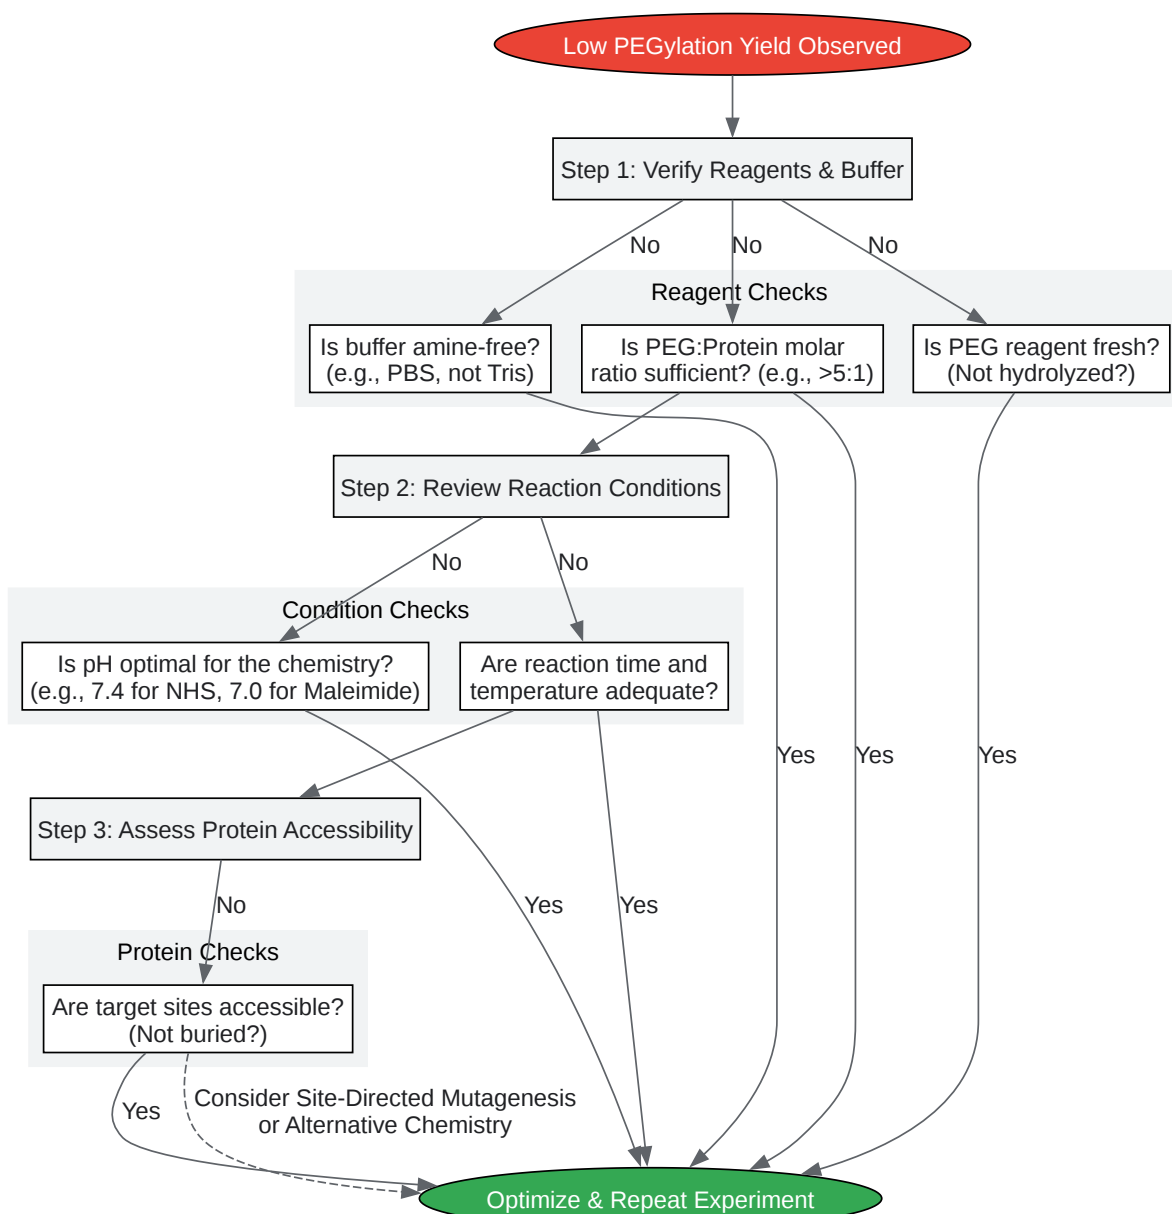 Low PEGylation Yield Observed
Step 1: Verify Reagents & Buffer
No
No
No
Reagent Checks
Is buffer amine-free?
(e.g., PBS, not Tris)
Is PEG:Protein molar
ratio sufficient? (e.g., >5:1)
Is PEG reagent fresh?
(Not hydrolyzed?)
Step 2: Review Reaction Conditions
No
No
Condition Checks
Is pH optimal for the chemistry?
(e.g., 7.4 for NHS, 7.0 for Maleimide)
Are reaction time and
temperature adequate?
Yes
Yes
Yes
Step 3: Assess Protein Accessibility
No
Yes
Yes
Protein Checks
Are target sites accessible?
(Not buried?)
Yes
Consider Site-Directed Mutagenesis
or Alternative Chemistry
Optimize & Repeat Experiment